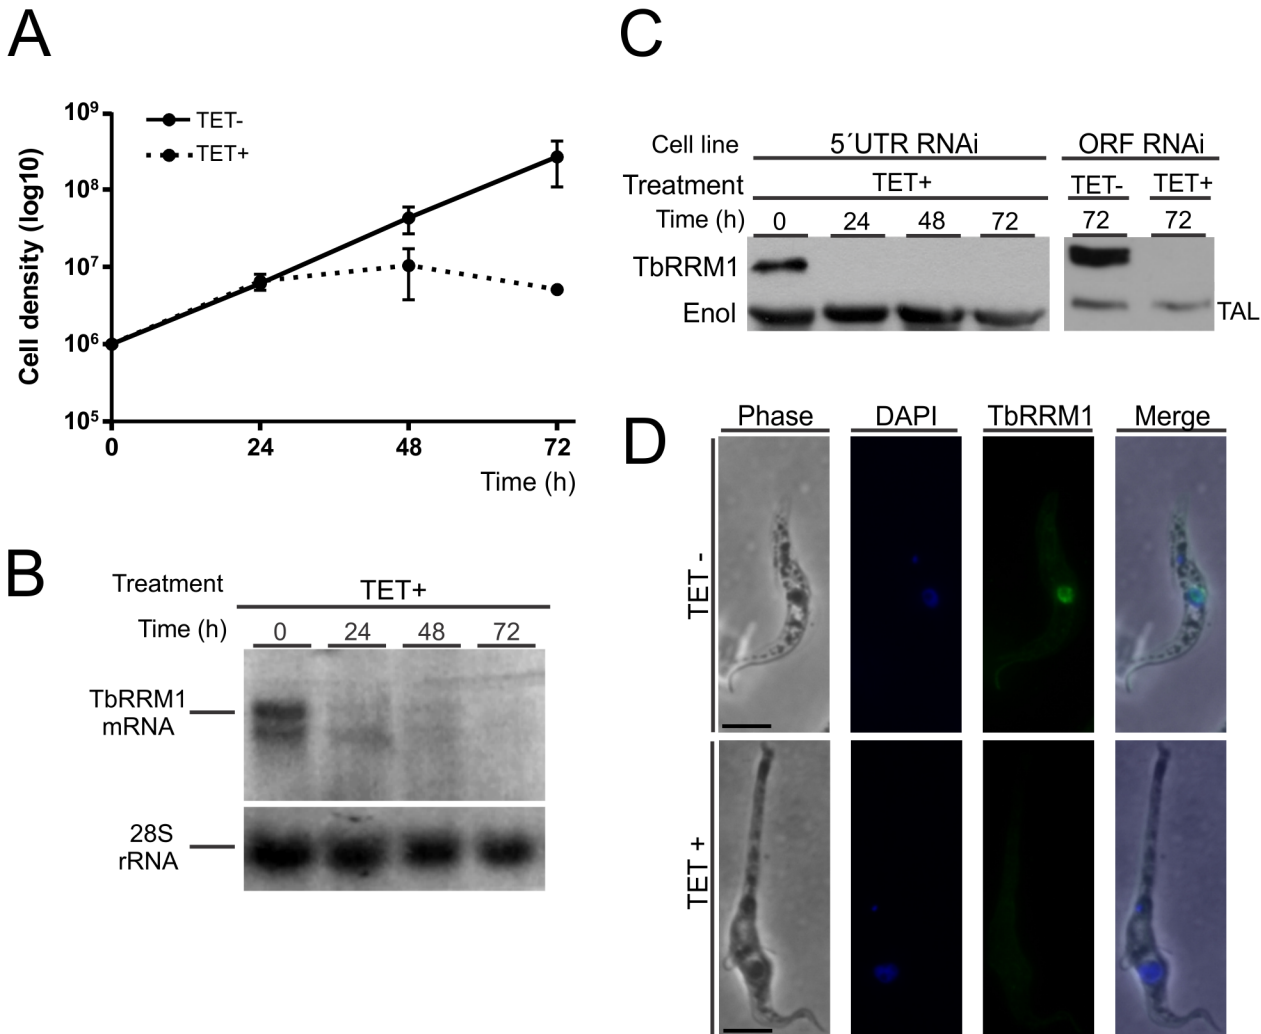 A
10⁹
10⁸
10⁷
10⁶
10⁵
TET-
TET+
Cell density (log10)
0 24 48 72
Time (h)
B
Treatment TET+
Time (h) 0 24 48 72
TbRRM1
mRNA
28S
rRNA
C
Cell line 5´UTR RNAi ORF RNAi
Treatment TET+ TET- TET+
Time (h) 0 24 48 72 72 72
TbRRM1
Enol TAL
D
Phase DAPI TbRRM1 Merge
TET -
TET +